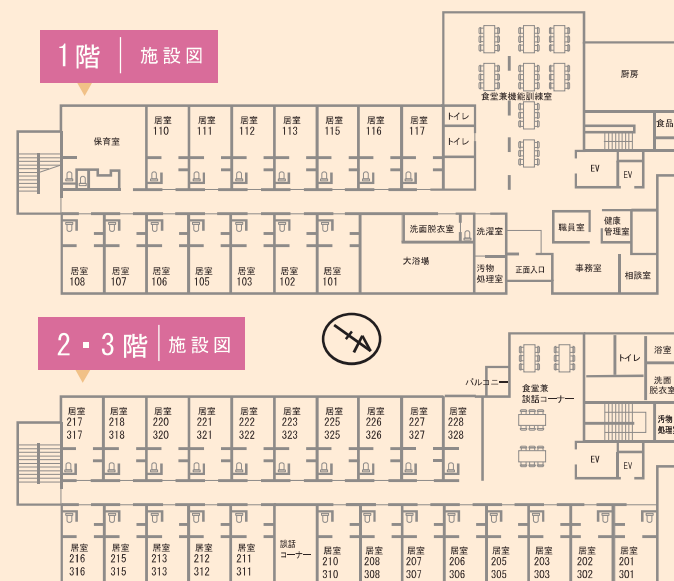 1階 施設図
食堂兼機能訓練室
厨房
食品
保育室
居室
110
居室
111
居室
112
居室
113
居室
115
居室
116
居室
117
トイレ
トイレ
EV
EV
居室
108
居室
107
居室
106
居室
105
居室
103
居室
102
居室
101
大浴場
洗面脱衣室
洗濯室
汚物
処理室
正面入口
職員室
健康
管理室
事務室
相談室
2・3階 施設図
バルコニー
食堂兼
談話コーナー
トイレ
浴室
洗面
脱衣室
汚物
処理室
EV
EV
居室
217
317
居室
218
318
居室
220
320
居室
221
321
居室
222
322
居室
223
323
居室
225
325
居室
226
326
居室
227
327
居室
228
328
居室
216
316
居室
215
315
居室
213
313
居室
212
312
居室
211
311
談話
コーナー
居室
210
310
居室
208
308
居室
207
307
居室
206
306
居室
205
305
居室
203
303
居室
202
302
居室
201
301